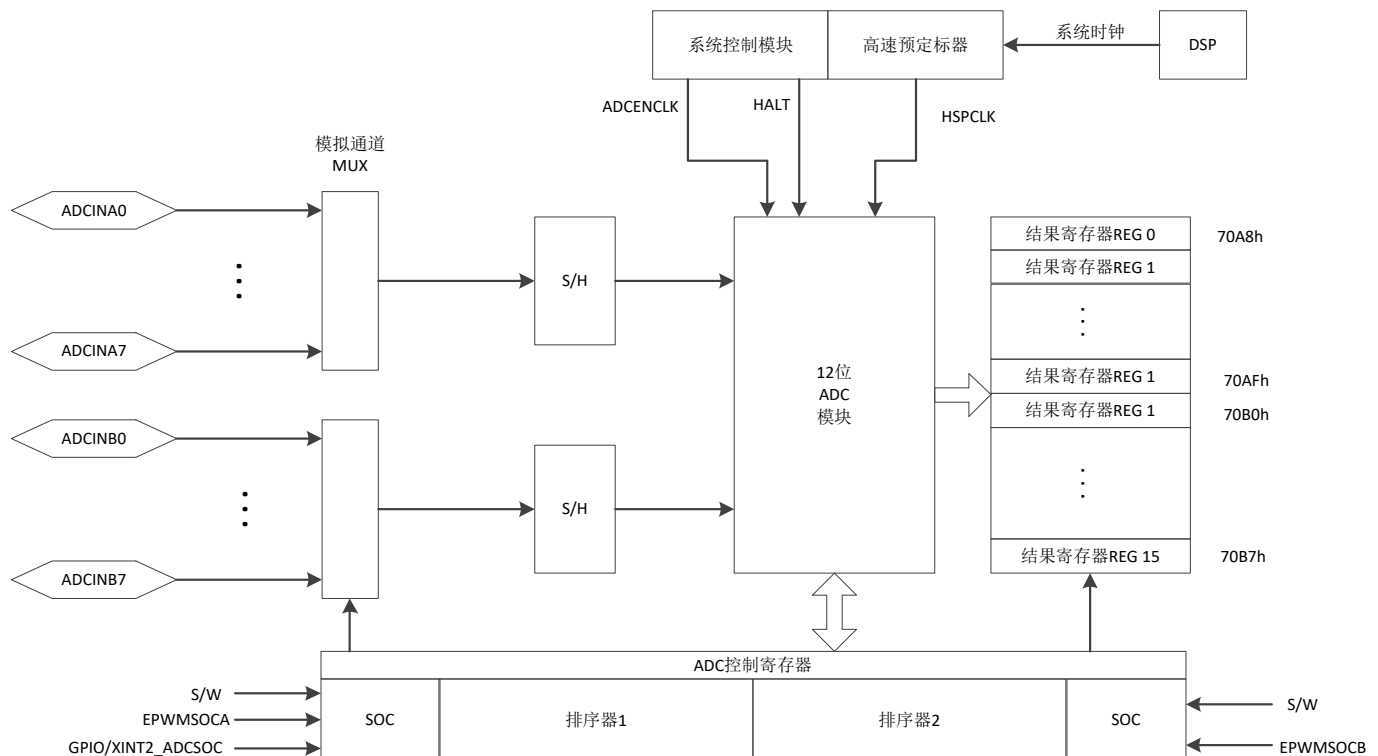 系统控制模块
高速预定标器
系统时钟
DSP
ADCENCLK
HALT
HSPCLK
模拟通道
MUX
ADCINA0
ADCINA7
ADCINB0
ADCINB7
S/H
S/H
12位
ADC
模块
结果寄存器REG 0
70A8h
结果寄存器REG 1
结果寄存器REG 1
70AFh
结果寄存器REG 1
70B0h
结果寄存器REG 15
70B7h
ADC控制寄存器
S/W
EPWMSOCA
GPIO/XINT2_ADCSOC
SOC
排序器1
排序器2
SOC
S/W
EPWMSOCB